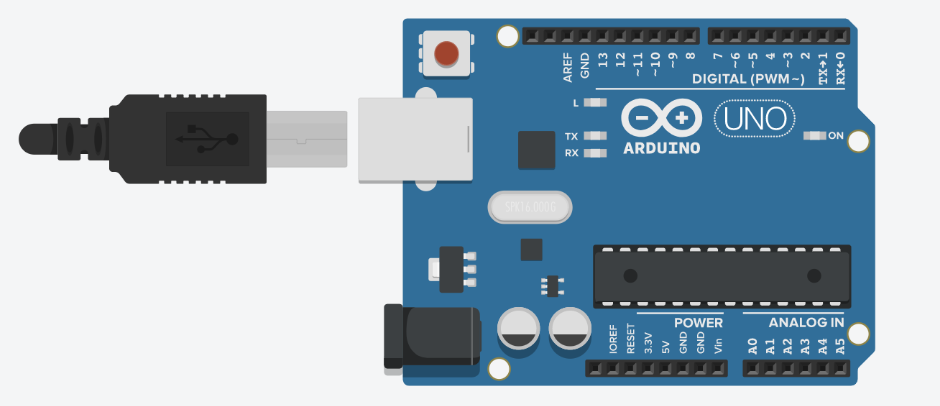 AREF
GND
13
12
~11
~10
~9
8
7
~6
~5
4
~3
2
TX→1
RX←0
DIGITAL (PWM~)
L
TX
RX
UNO
ON
ARDUINO
SPK16.000G
POWER
ANALOG IN
IOREF
RESET
3.3V
5V
GND
GND
Vin
A0
A1
A2
A3
A4
A5